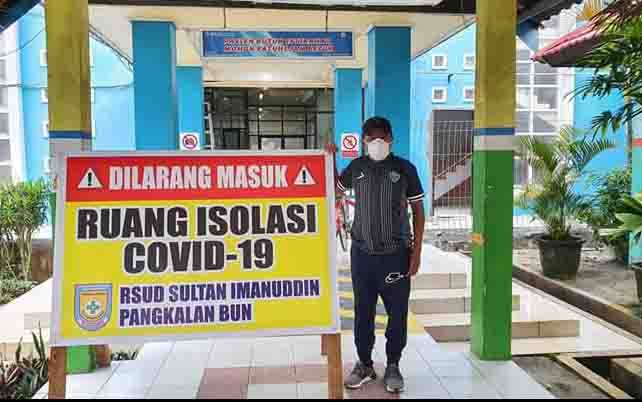 DILARANG MASUK
RUANG ISOLASI
COVID-19
RSUD SULTAN IMANUDDIN
PANGKALAN BUN